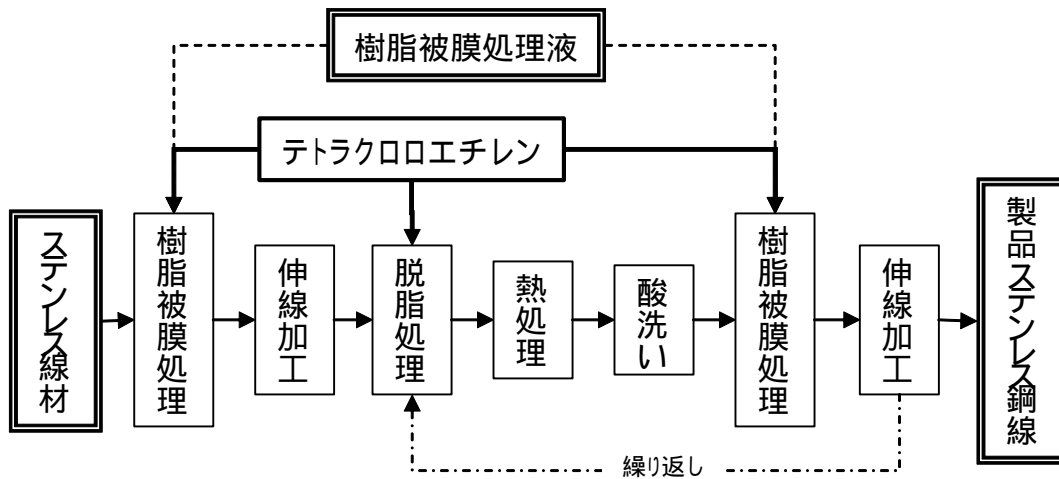 樹脂被膜処理液
テトラクロロエチレン
ステンレス線材
樹脂被膜処理
伸線加工
脱脂処理
熱処理
酸洗い
樹脂被膜処理
伸線加工
製品ステンレス鋼線
繰り返し